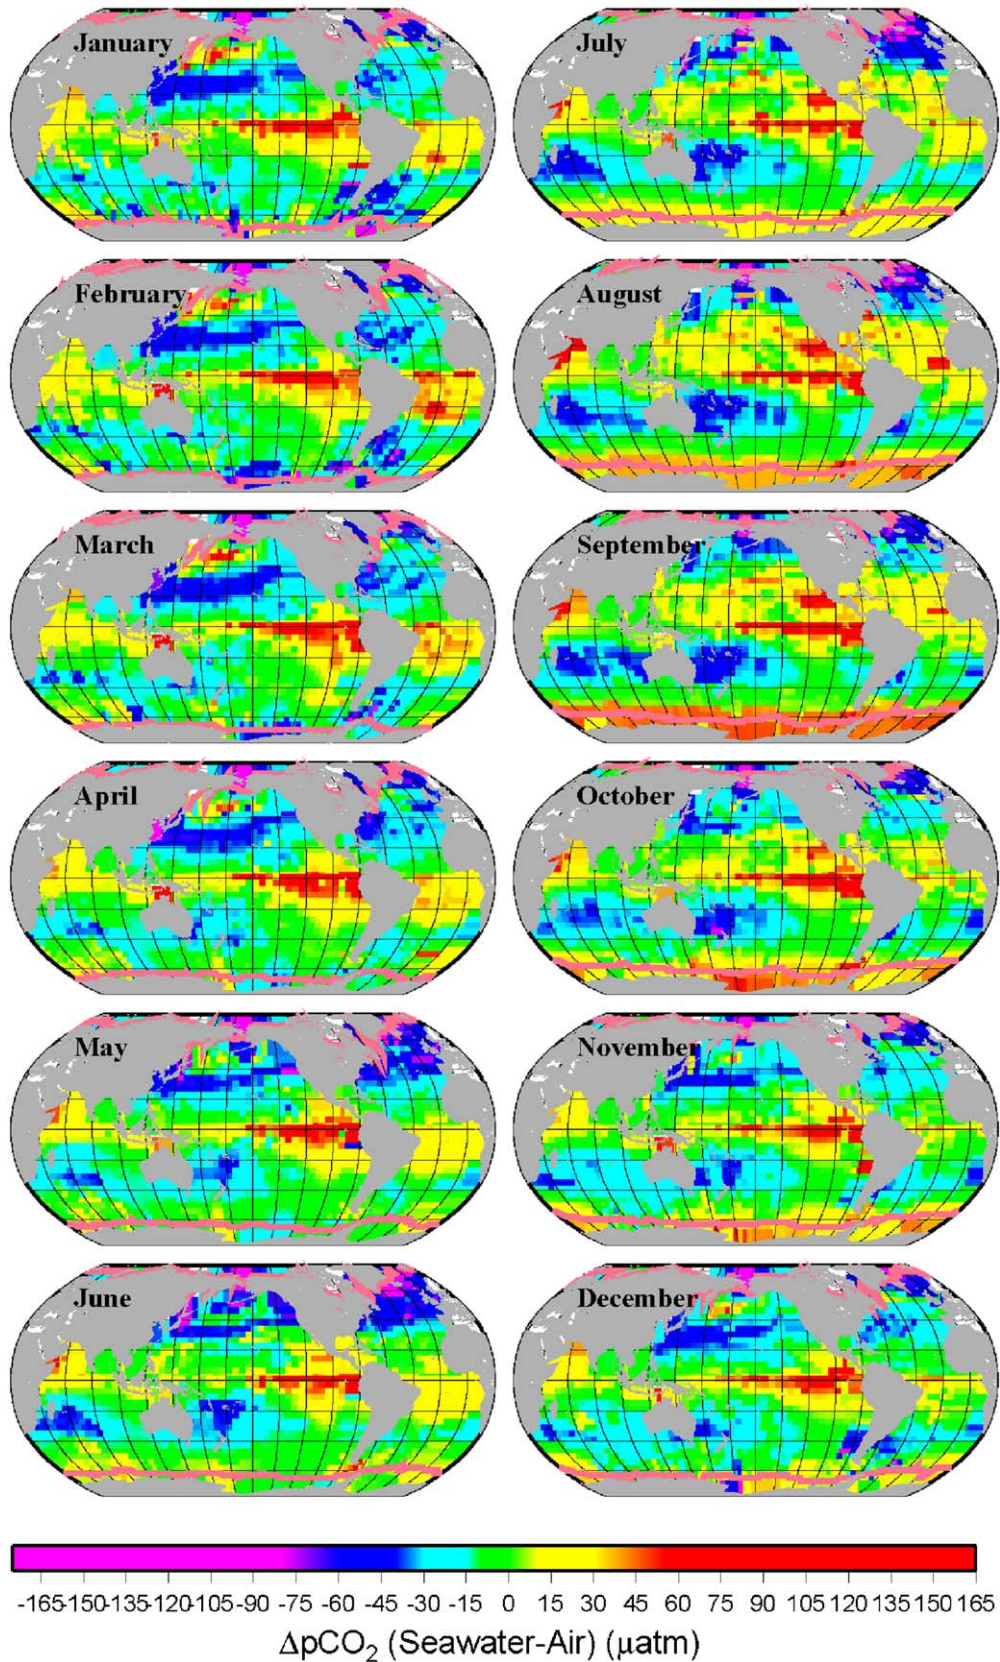 January July
February August
March September
April October
May November
June December
-165-150-135-120-105 -90 -75 -60 -45 -30 -15 0 15 30 45 60 75 90 105 120 135 150 165
ΔpCO₂ (Seawater-Air) (μatm)